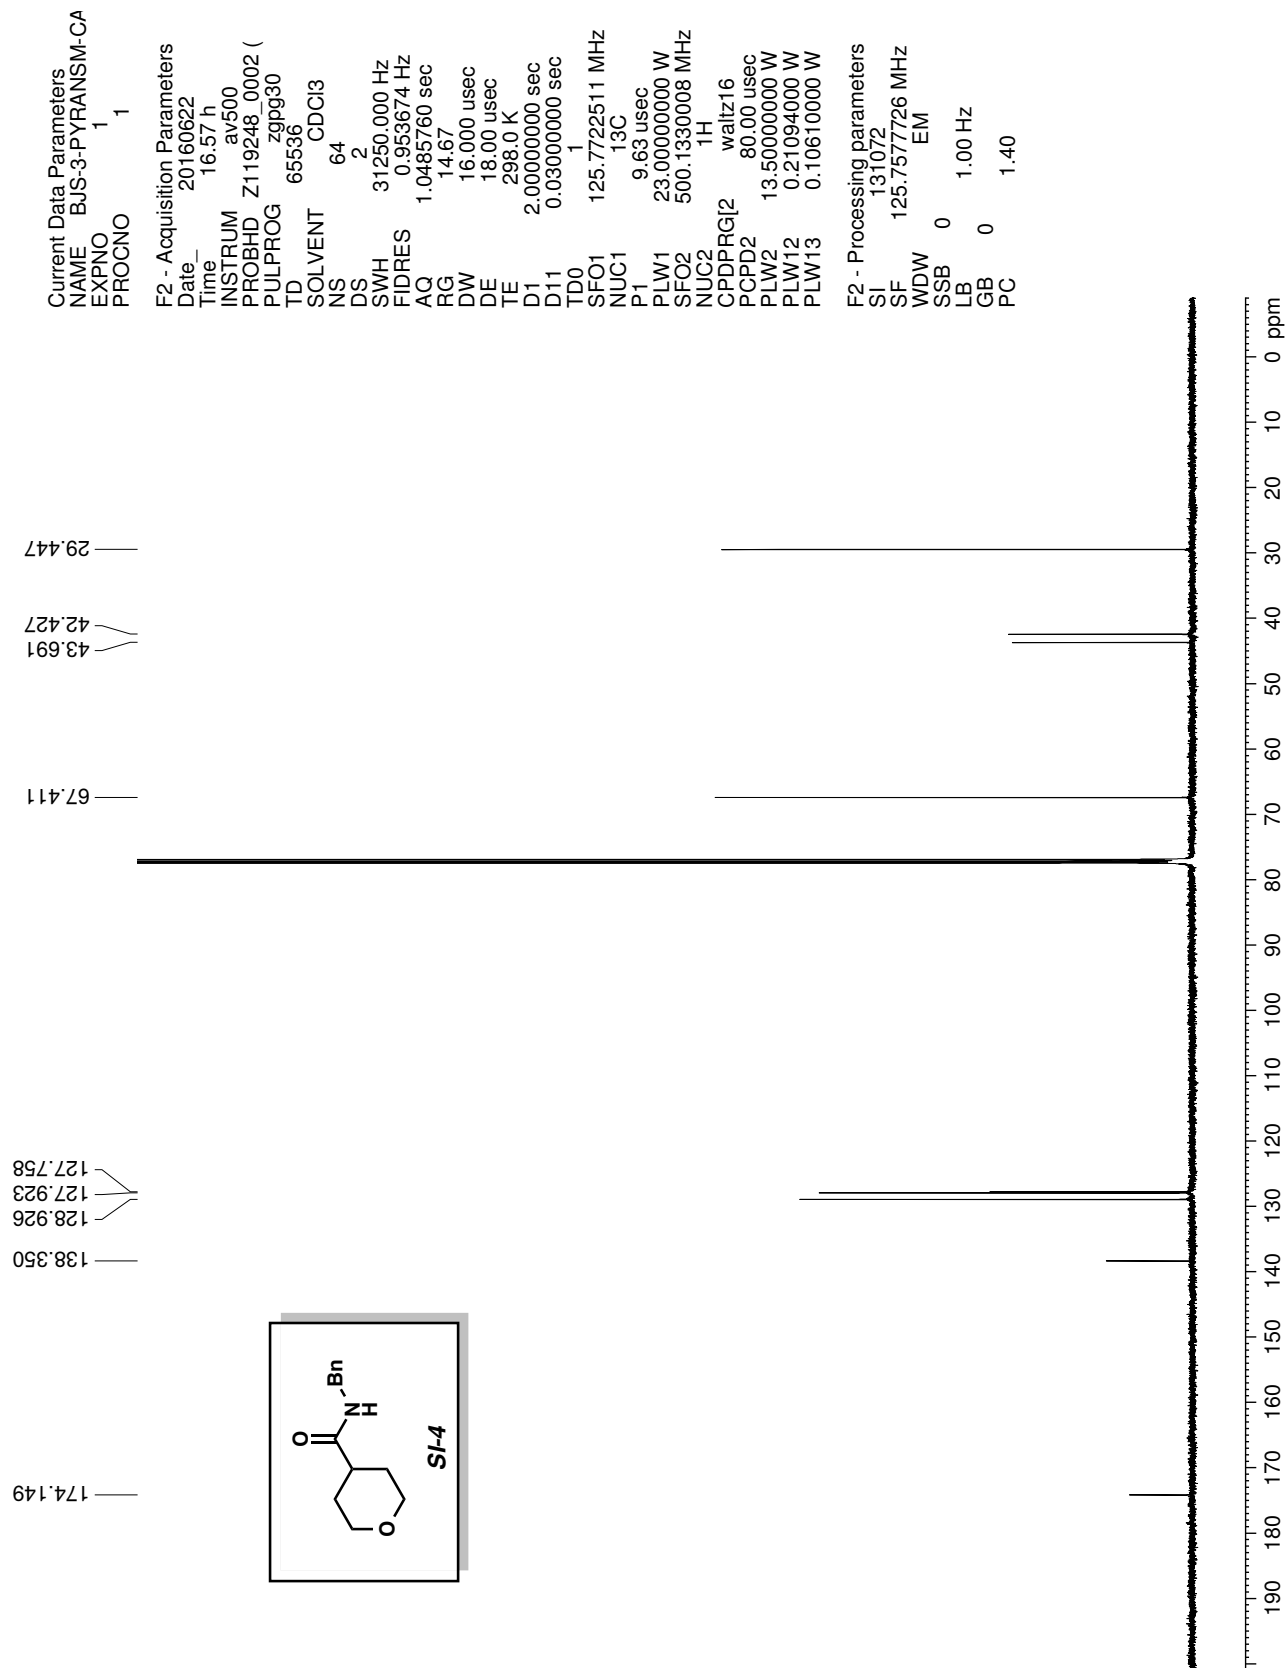 Current Data Parameters
NAME BJS-3-PYRANSM-CA
EXPNO 1
PROCNO 1
F2 - Acquisition Parameters
Date_ 20160622
Time 16.57 h
INSTRUM av500
PROBHD Z119248_0002 (
PULPROG zgpg30
TD 65536
SOLVENT CDCl3
NS 64
DS 2
SWH 31250.000 Hz
FIDRES 0.953674 Hz
AQ 1.0485760 sec
RG 14.67
DW 16.000 usec
DE 18.00 usec
TE 298.0 K
D1 2.00000000 sec
D11 0.03000000 sec
TD0 1
SFO1 125.7722511 MHz
NUC1 13C
P1 9.63 usec
PLW1 23.00000000 W
SFO2 500.1330008 MHz
NUC2 1H
CPDPRG[2 waltz16
PCPD2 80.00 usec
PLW2 13.50000000 W
PLW12 0.21094000 W
PLW13 0.10610000 W
F2 - Processing parameters
SI 131072
SF 125.7577726 MHz
WDW EM
SSB 0
LB 1.00 Hz
GB 0
PC 1.40
174.149
138.350
128.926
127.923
127.758
67.411
43.691
42.427
29.447
O
N
H
Bn
O
SI-4
190 180 170 160 150 140 130 120 110 100 90 80 70 60 50 40 30 20 10 0 ppm